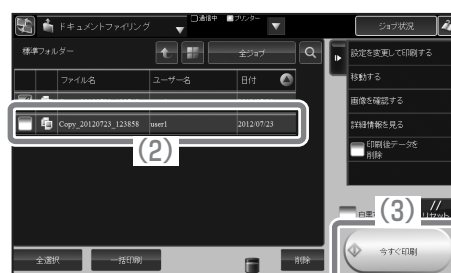 ドキュメントファイリング
通信中
プリンター
ジョブ状況
標準フォルダー
全ジョブ
設定を変更して印刷する
ファイル名
ユーザー名
日付
移動する
画像を確認する
Copy_20120723_123858
user1
2012/07/23
詳細情報を見る
(2)
印刷後データを
削除
(3)
リセット
今すぐ印刷
全選択
一括印刷
削除